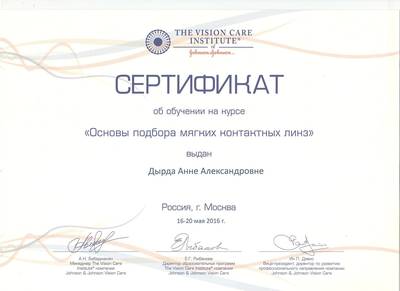 THE VISION CARE
INSTITUTE®
of
Johnson & Johnson
СЕРТИФИКАТ
об обучении на курсе
«Основы подбора мягких контактных линз»
выдан
Дырда Анне Александровне
Россия, г. Москва
16-20 мая 2016 г.
Менеджер The Vision Care
Institute® компании
Johnson & Johnson Vision Care
Е.Г. Рыбакова
Директор образовательных программ
The Vision Care Institute® компании
Johnson & Johnson Vision Care
Вице-президент, директор по развитию
профессионального направления компании
Johnson & Johnson Vision Care